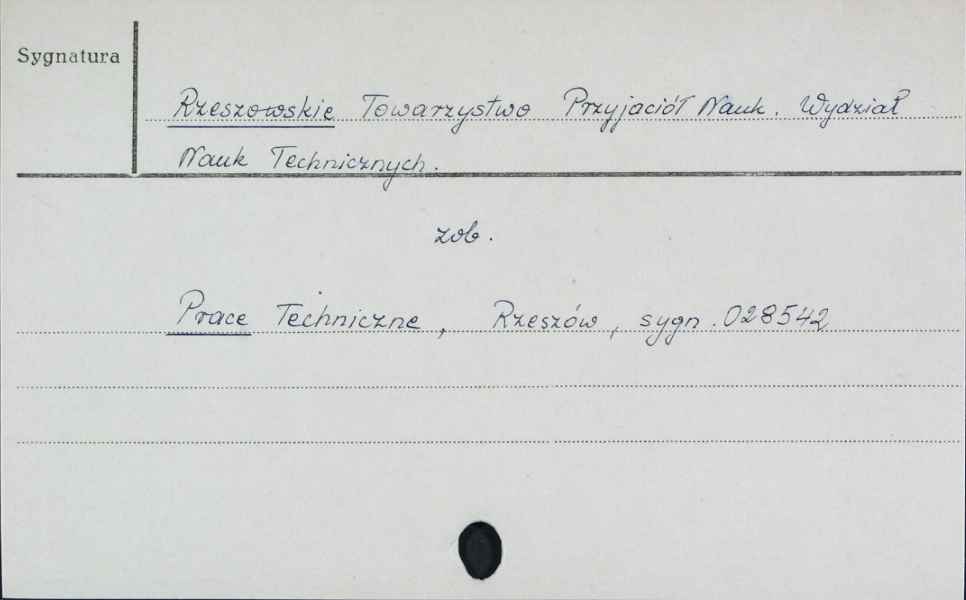 Sygnatura
Rzeszowskie Towarzystwo Przyjaciół Nauk. Wydział
Nauk Technicznych.
zob.
Prace Techniczne, Rzeszów, sygn. 028542